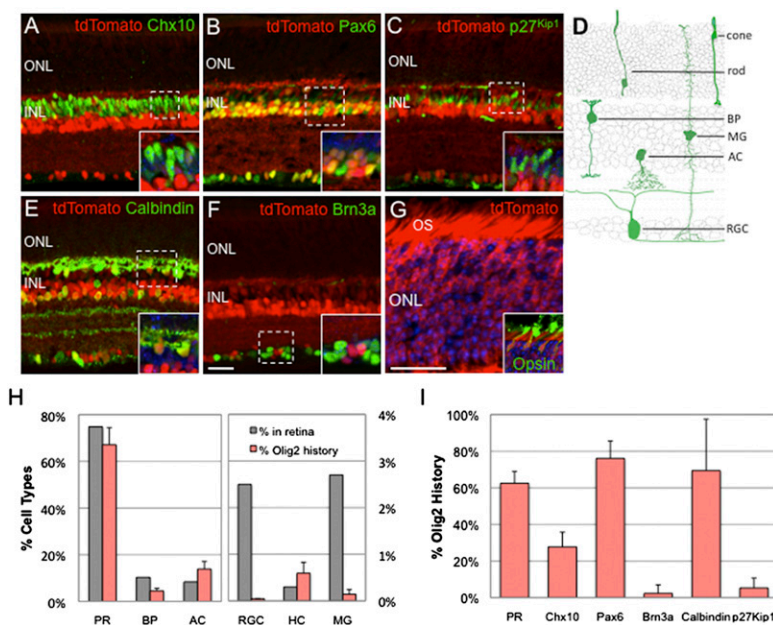 A tdTomato Chx10
ONL
INL
B tdTomato Pax6
ONL
INL
C tdTomato p27Kip1
ONL
INL
D
cone
rod
BP
MG
AC
RGC
E tdTomato Calbindin
ONL
INL
F tdTomato Brn3a
ONL
INL
G tdTomato
OS
ONL
Opsin
H
% Cell Types
80%
60%
40%
20%
0%
PR BP AC
% in retina
% Olig2 history
4%
3%
2%
1%
0%
RGC HC MG
I
% Olig2 History
100%
80%
60%
40%
20%
0%
PR Chx10 Pax6 Brn3a Calbindin p27Kip1